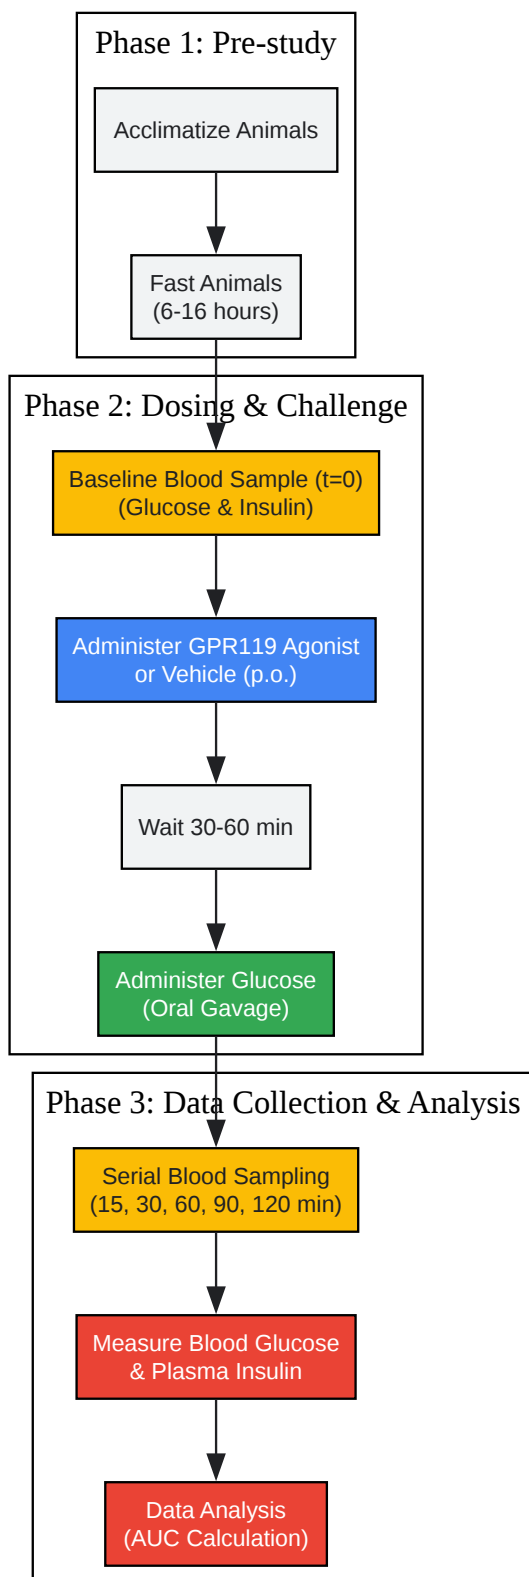 Phase 1: Pre-study
Acclimatize Animals
Fast Animals
(6-16 hours)
Phase 2: Dosing & Challenge
Baseline Blood Sample (t=0)
(Glucose & Insulin)
Administer GPR119 Agonist
or Vehicle (p.o.)
Wait 30-60 min
Administer Glucose
(Oral Gavage)
Phase 3: Data Collection & Analysis
Serial Blood Sampling
(15, 30, 60, 90, 120 min)
Measure Blood Glucose
& Plasma Insulin
Data Analysis
(AUC Calculation)